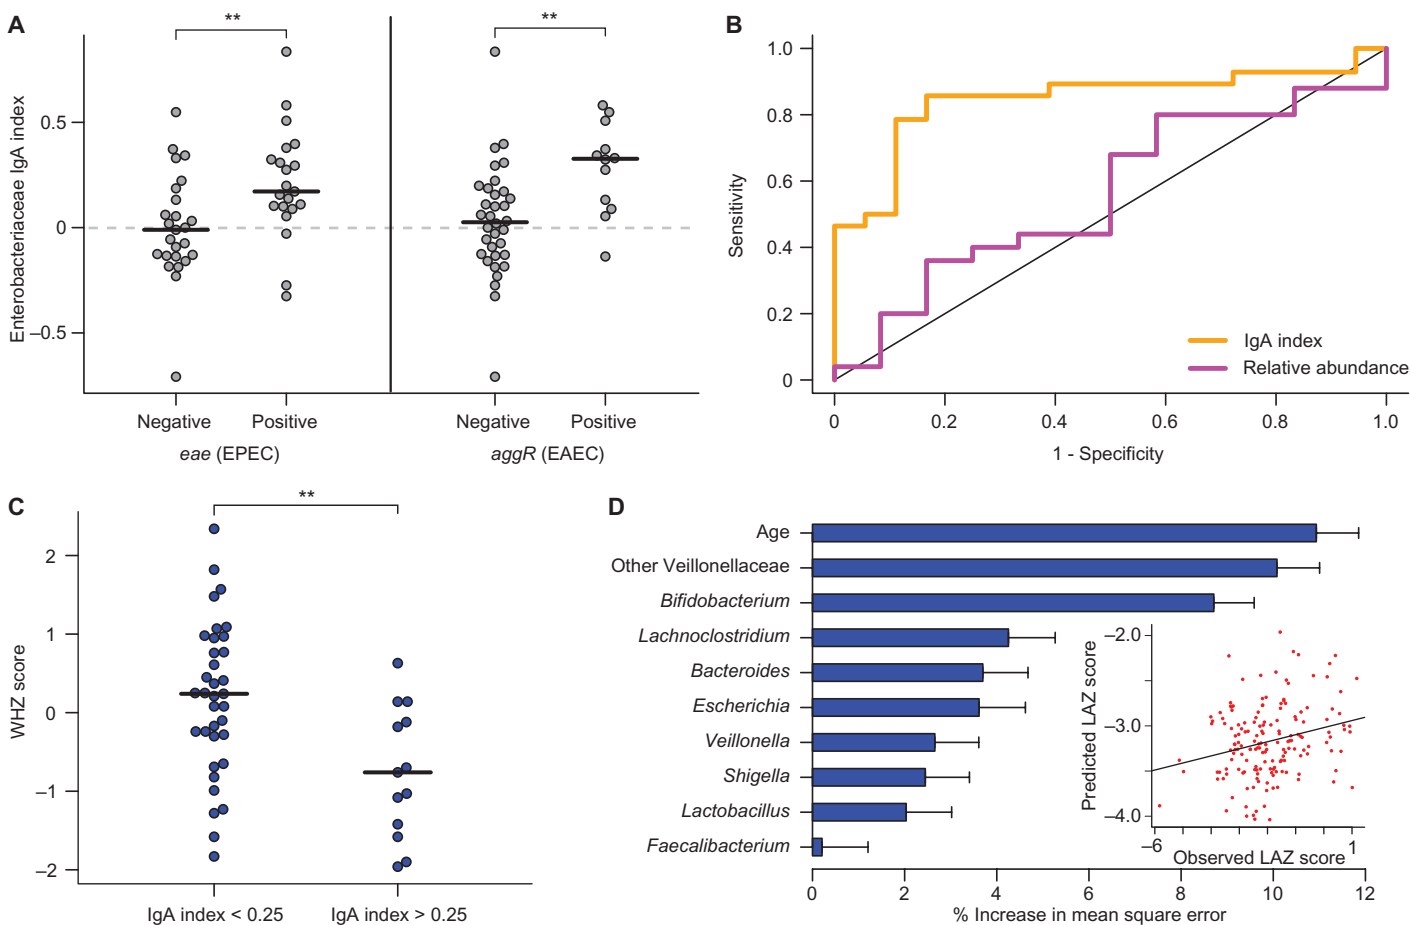 A
**
**
Enterobacteriaceae IgA index
0.5
0
–0.5
Negative
Positive
Negative
Positive
eae (EPEC)
aggR (EAEC)
B
Sensitivity
1.0
0.8
0.6
0.4
0.2
0
IgA index
Relative abundance
0
0.2
0.4
0.6
0.8
1.0
1 - Specificity
C
**
WHZ score
2
1
0
–1
–2
IgA index < 0.25
IgA index > 0.25
D
Age
Other Veillonellaceae
Bifidobacterium
Lachnoclostridium
Bacteroides
Escherichia
Veillonella
Shigella
Lactobacillus
Faecalibacterium
Predicted LAZ score
–2.0
–3.0
–4.0
–6
1
Observed LAZ score
0
2
4
6
8
10
12
% Increase in mean square error